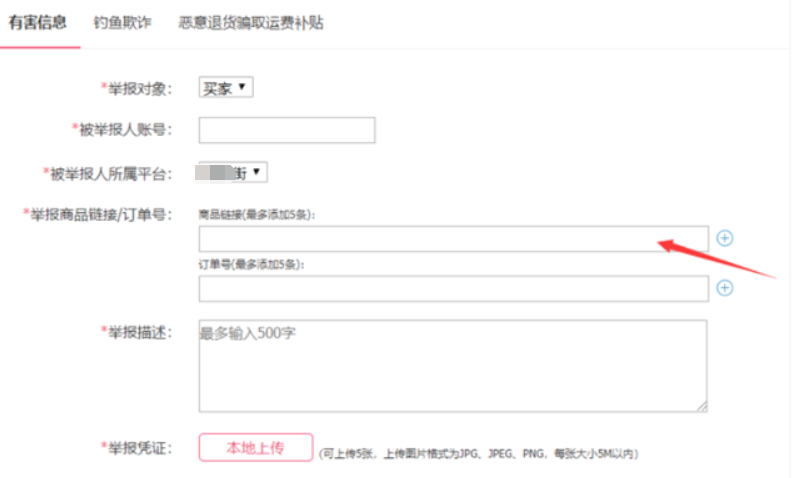 有害信息 钓鱼欺诈 恶意退货骗取运费补贴
*举报对象： 买家
*被举报人账号：
*被举报人所属平台： 街
*举报商品链接/订单号： 商品链接(最多添加5条)：
订单号(最多添加5条)：
*举报描述： 最多输入500字
*举报凭证： 本地上传 (可上传5张，上传图片格式为JPG、JPEG、PNG，每张大小5M以内)